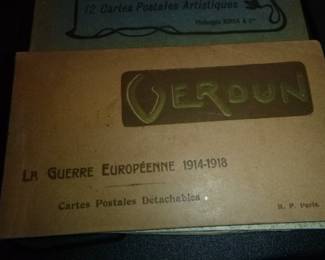 12 Cartes Postales Artistiques
VERDUN
LA GUERRE EUROPÉENNE 1914-1918
Cartes Postales Détachables
R. P. Paris.